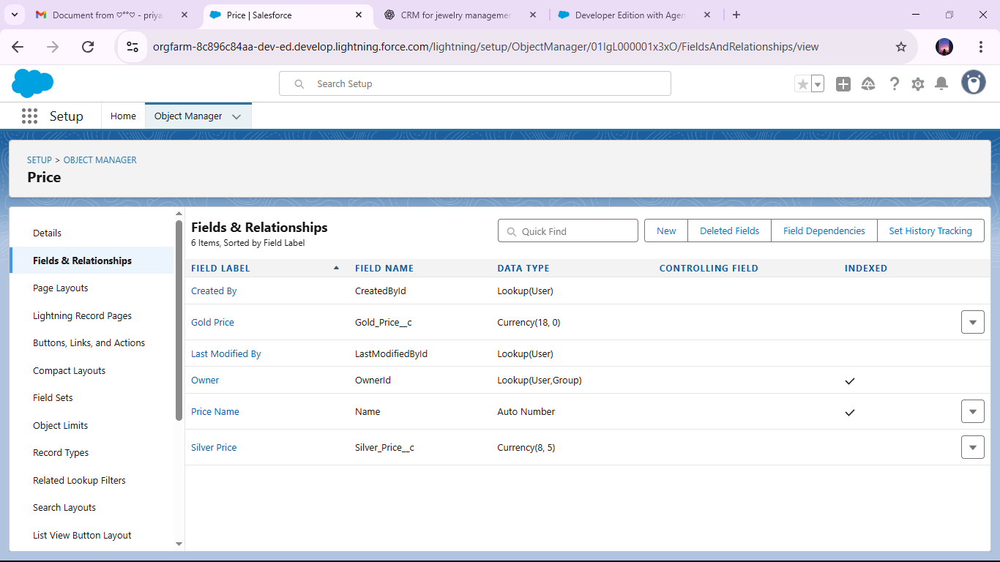 Document from ♡°°♡ - priya
Price | Salesforce
CRM for jewelry managemen
Developer Edition with Agen
orgfarm-8c896c84aa-dev-ed.develop.lightning.force.com/lightning/setup/ObjectManager/01IgL000001x3xO/FieldsAndRelationships/view
Search Setup
Setup
Home
Object Manager
SETUP > OBJECT MANAGER
Price
Details
Fields & Relationships
Page Layouts
Lightning Record Pages
Buttons, Links, and Actions
Compact Layouts
Field Sets
Object Limits
Record Types
Related Lookup Filters
Search Layouts
List View Button Layout
Fields & Relationships
6 Items, Sorted by Field Label
Quick Find
New
Deleted Fields
Field Dependencies
Set History Tracking
FIELD LABEL FIELD NAME DATA TYPE CONTROLLING FIELD INDEXED
Created By CreatedById Lookup(User)
Gold Price Gold_Price__c Currency(18, 0)
Last Modified By LastModifiedById Lookup(User)
Owner OwnerId Lookup(User,Group)
Price Name Name Auto Number
Silver Price Silver_Price__c Currency(8, 5)